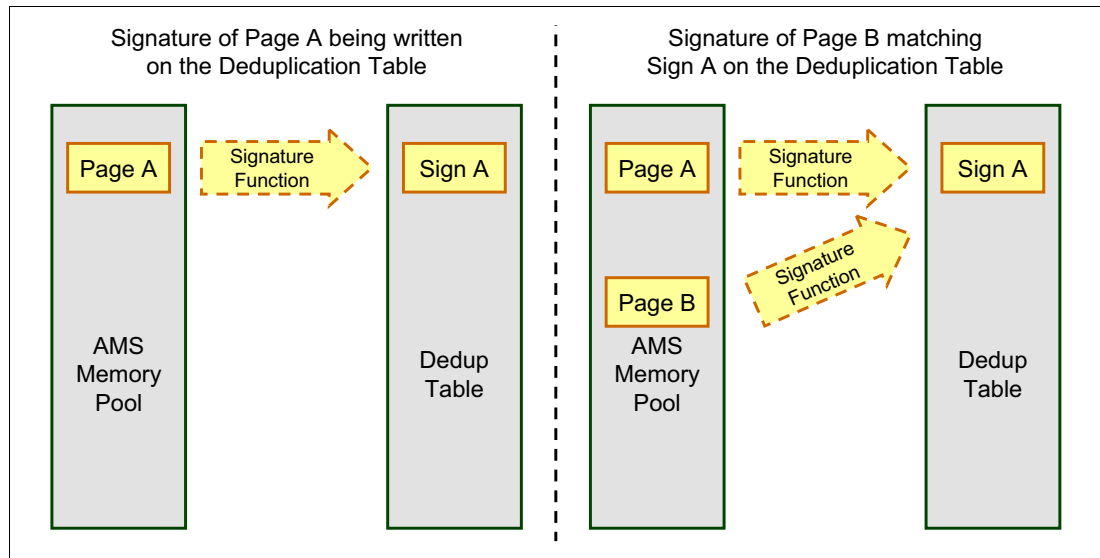 Signature of Page A being written
on the Deduplication Table
Page A
Signature
Function
Sign A
AMS
Memory
Pool
Dedup
Table
Signature of Page B matching
Sign A on the Deduplication Table
Page A
Signature
Function
Sign A
Signature
Function
Page B
AMS
Memory
Pool
Dedup
Table